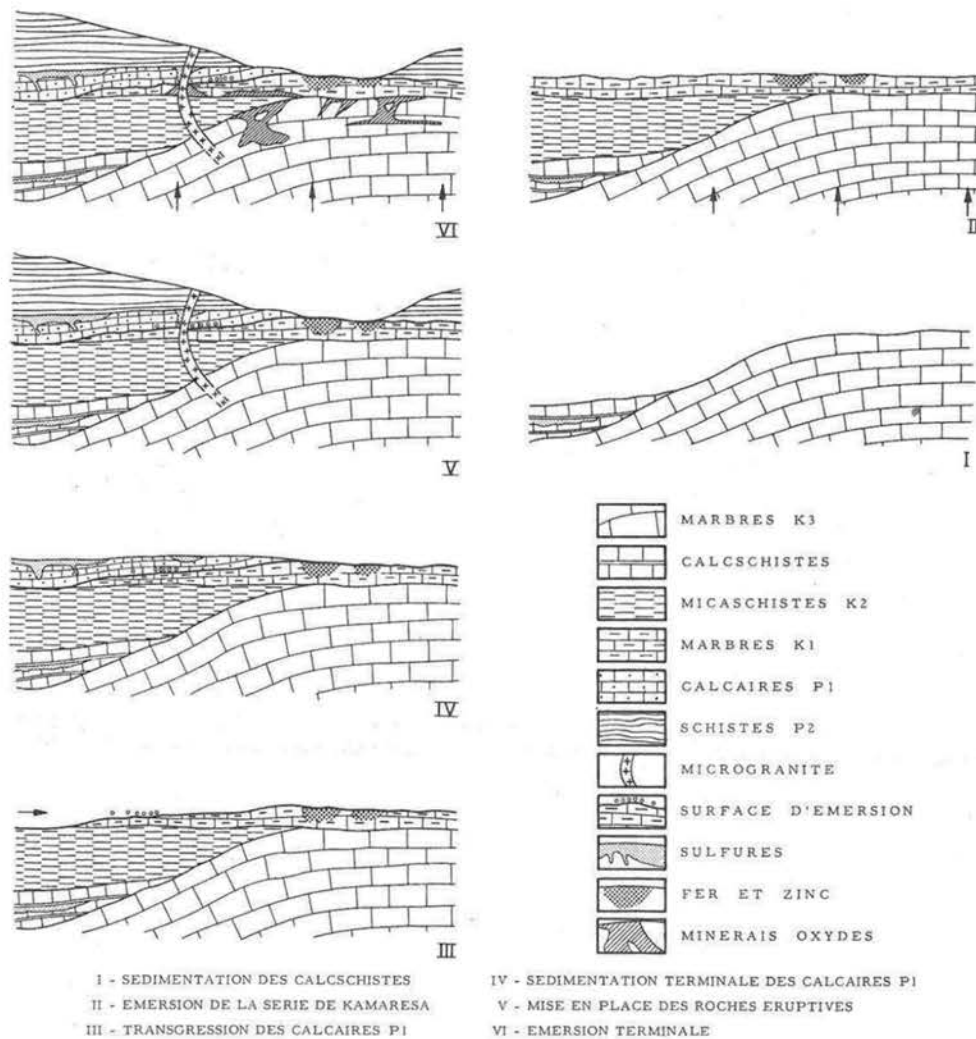 VI
II
V
I
IV
III
MARBRES K3
CALCSCHISTES
MICASCHISTES K2
MARBRES K1
CALCAIRES P1
SCHISTES P2
MICROGRANITE
SURFACE D'EMERSION
SULFURES
FER ET ZINC
MINERAIS OXYDES
I - SEDIMENTATION DES CALCSCHISTES
II - EMERSION DE LA SERIE DE KAMARESA
III - TRANSGRESSION DES CALCAIRES P1
IV - SEDIMENTATION TERMINALE DES CALCAIRES P1
V - MISE EN PLACE DES ROCHES ERUPTIVES
VI - EMERSION TERMINALE